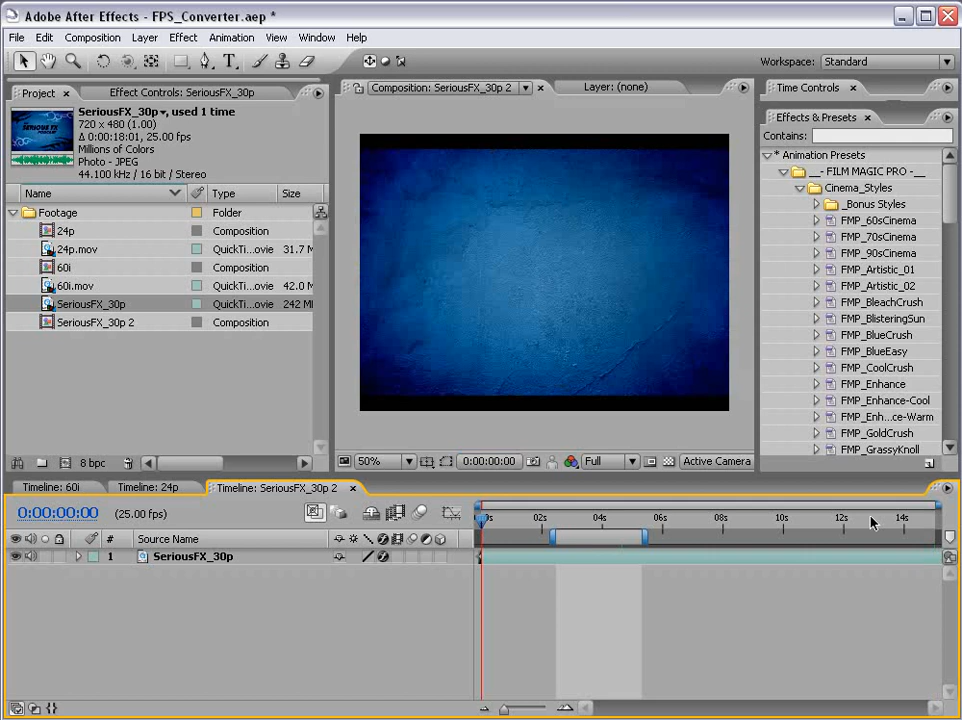 Adobe After Effects - FPS_Converter.aep *
File Edit Composition Layer Effect Animation View Window Help
Workspace: Standard
Project × Effect Controls: SeriousFX_30p
SeriousFX_30p▾, used 1 time
720 x 480 (1.00)
Δ 0:00:18:01, 25.00 fps
Millions of Colors
Photo - JPEG
44.100 kHz / 16 bit / Stereo
Name Type Size
Footage Folder
24p Composition
24p.mov QuickTi...ovie 31.7 M
60i Composition
60i.mov QuickTi...ovie 42.0 M
SeriousFX_30p QuickTi...ovie 242 MI
SeriousFX_30p 2 Composition
8 bpc
Composition: SeriousFX_30p 2 × Layer: (none)
50% 0:00:00:00 Full Active Camera
Time Controls ×
Effects & Presets ×
Contains:
* Animation Presets
__- FILM MAGIC PRO -__
Cinema_Styles
_Bonus Styles
FMP_60sCinema
FMP_70sCinema
FMP_90sCinema
FMP_Artistic_01
FMP_Artistic_02
FMP_BleachCrush
FMP_BlisteringSun
FMP_BlueCrush
FMP_BlueEasy
FMP_CoolCrush
FMP_Enhance
FMP_Enhance-Cool
FMP_Enh...ce-Warm
FMP_GoldCrush
FMP_GrassyKnoll
Timeline: 60i Timeline: 24p Timeline: SeriousFX_30p 2 ×
0:00:00:00 (25.00 fps)
02s 04s 06s 08s 10s 12s 14s
# Source Name
1 SeriousFX_30p